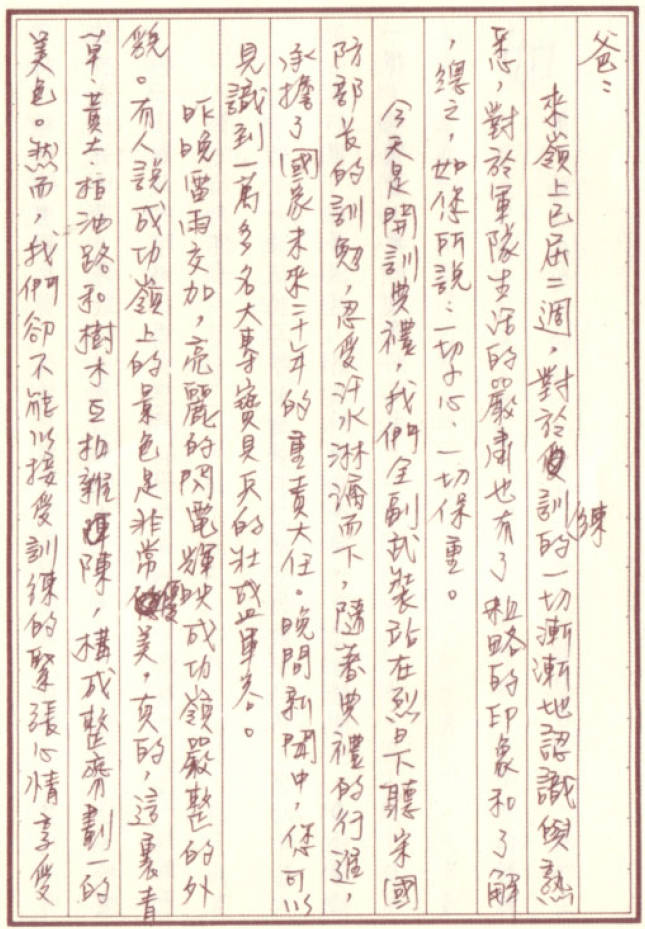 爸：
來嶺上已屆二週，對於訓練的一切漸漸地認識與熟
悉，對於軍隊生活的嚴肅也有了粗略的印象和了解
，總之，如您所說：一切小心、一切保重。
今天是開訓典禮，我們全副武裝站在烈日下聽宋國
防部長的訓勉，忍受汗水淋漓而下，隨著典禮的行進，
承擔了國家未來二十年的重責大任。晚間新聞中，您可以
見識到一萬多名大專寶貝兵的壯盛軍容。
昨晚雷雨交加，亮麗的閃電輝映成功嶺嚴整的外
貌。有人說成功嶺上的景色是非常優美，真的，這裏青
草、黃土、柏油路和樹木互相雜陳，構成整齊劃一的
美色。然而，我們卻不能以接受訓練的緊張心情享受